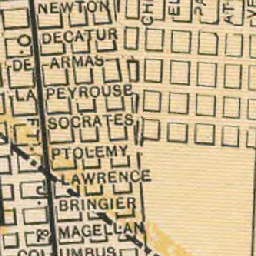 NEWTON
DECATUR
DE ARMAS
LA PEYROUSE
SOCRATES
PTOLEMY
LAWRENCE
BRINGIER
MAGELLAN
COLUMBUS